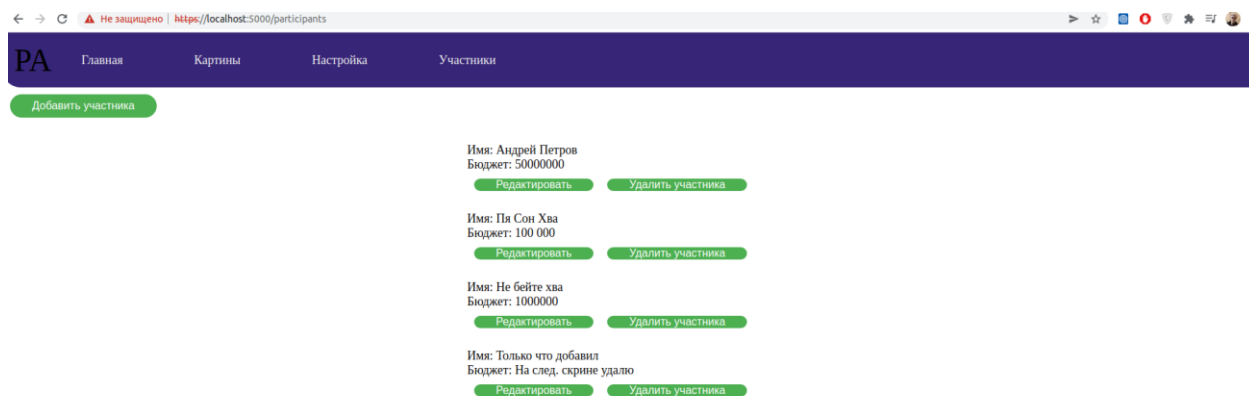 Не защищено | https://localhost:5000/participants
PA Главная Картины Настройка Участники
Добавить участника
Имя: Андрей Петров
Бюджет: 50000000
Редактировать Удалить участника
Имя: Пя Сон Хва
Бюджет: 100 000
Редактировать Удалить участника
Имя: Не бейте хва
Бюджет: 1000000
Редактировать Удалить участника
Имя: Только что добавил
Бюджет: На след. скрине удалю
Редактировать Удалить участника